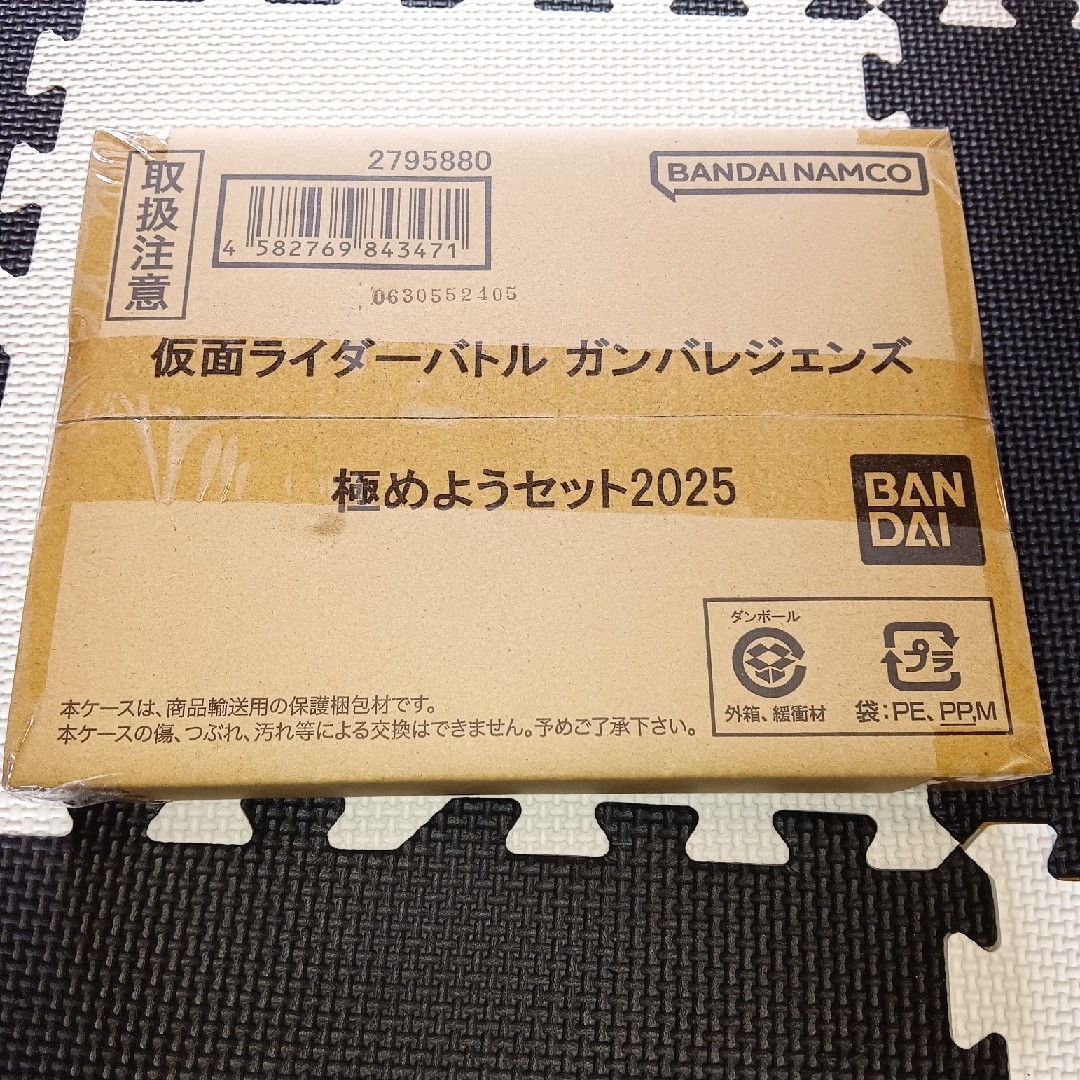 取扱注意
2795880
4 582769 843471
0630552405
BANDAI NAMCO
仮面ライダーバトル ガンバレジェンズ
極めようセット2025
BAN
DAI
ダンボール
プラ
外箱、緩衝材
袋:PE、PP,M
本ケースは、商品輸送用の保護梱包材です。
本ケースの傷、つぶれ、汚れ等による交換はできません。予めご了承下さい。